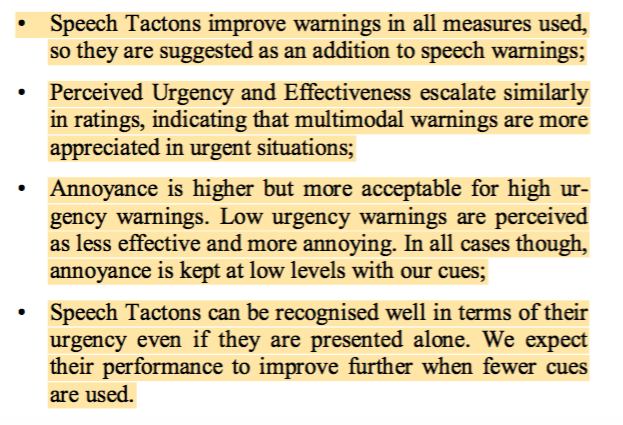 • Speech Tactons improve warnings in all measures used,
so they are suggested as an addition to speech warnings;
• Perceived Urgency and Effectiveness escalate similarly
in ratings, indicating that multimodal warnings are more
appreciated in urgent situations;
• Annoyance is higher but more acceptable for high ur-
gency warnings. Low urgency warnings are perceived
as less effective and more annoying. In all cases though,
annoyance is kept at low levels with our cues;
• Speech Tactons can be recognised well in terms of their
urgency even if they are presented alone. We expect
their performance to improve further when fewer cues
are used.